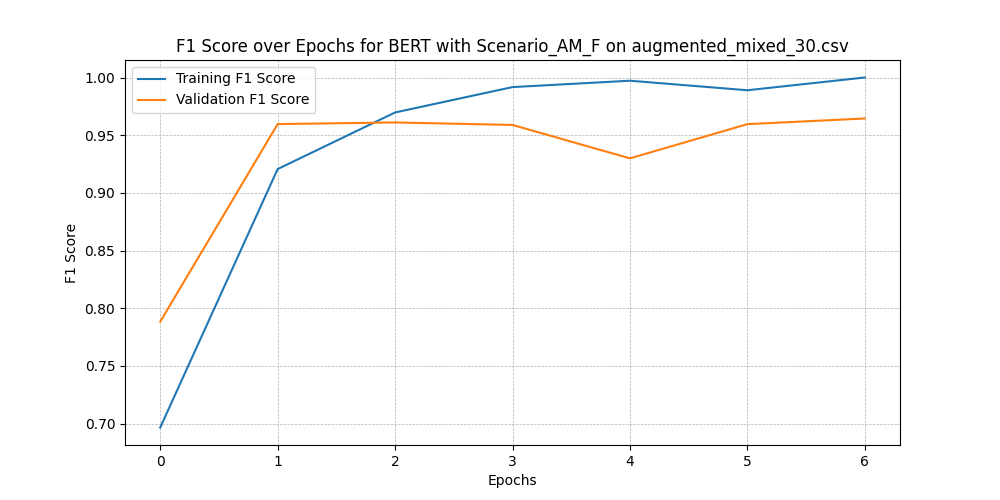 F1 Score over Epochs for BERT with Scenario_AM_F on augmented_mixed_30.csv
Training F1 Score
Validation F1 Score
1.00
0.95
0.90
0.85
0.80
0.75
0.70
F1 Score
0 1 2 3 4 5 6
Epochs